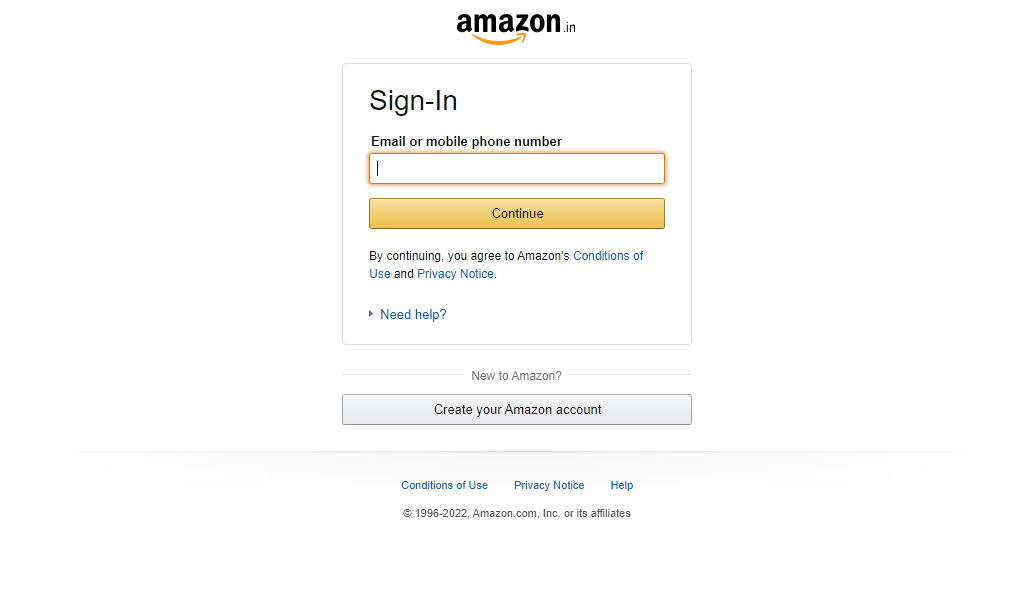 amazon.in
Sign-In
Email or mobile phone number
Continue
By continuing, you agree to Amazon's Conditions of
Use and Privacy Notice.
Need help?
New to Amazon?
Create your Amazon account
Conditions of Use Privacy Notice Help
© 1996-2022, Amazon.com, Inc. or its affiliates